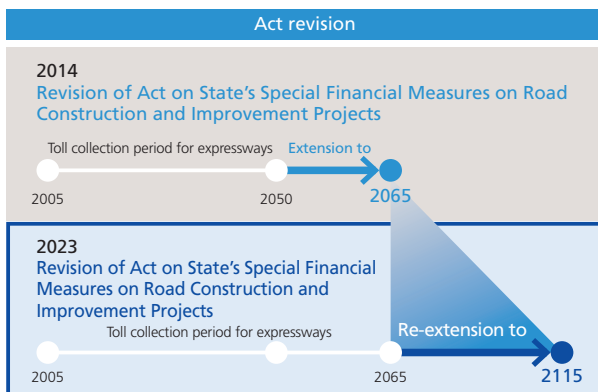 Act revision
2014
Revision of Act on State's Special Financial Measures on Road
Construction and Improvement Projects
Toll collection period for expressways
Extension to
2005
2050
2065
2023
Revision of Act on State's Special Financial
Measures on Road Construction and
Improvement Projects
Toll collection period for expressways
Re-extension to
2005
2065
2115